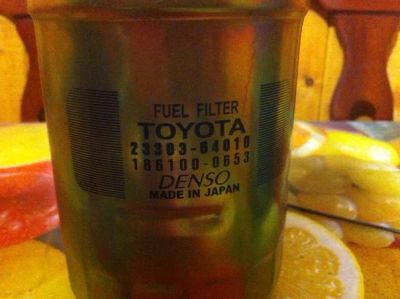 FUEL FILTER
TOYOTA
23303-64010
186100-0653
DENSO
MADE IN JAPAN